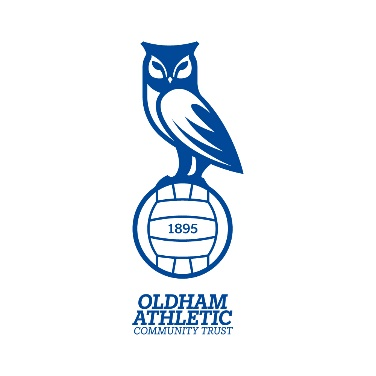 1895
OLDHAM
ATHLETIC
COMMUNITY TRUST